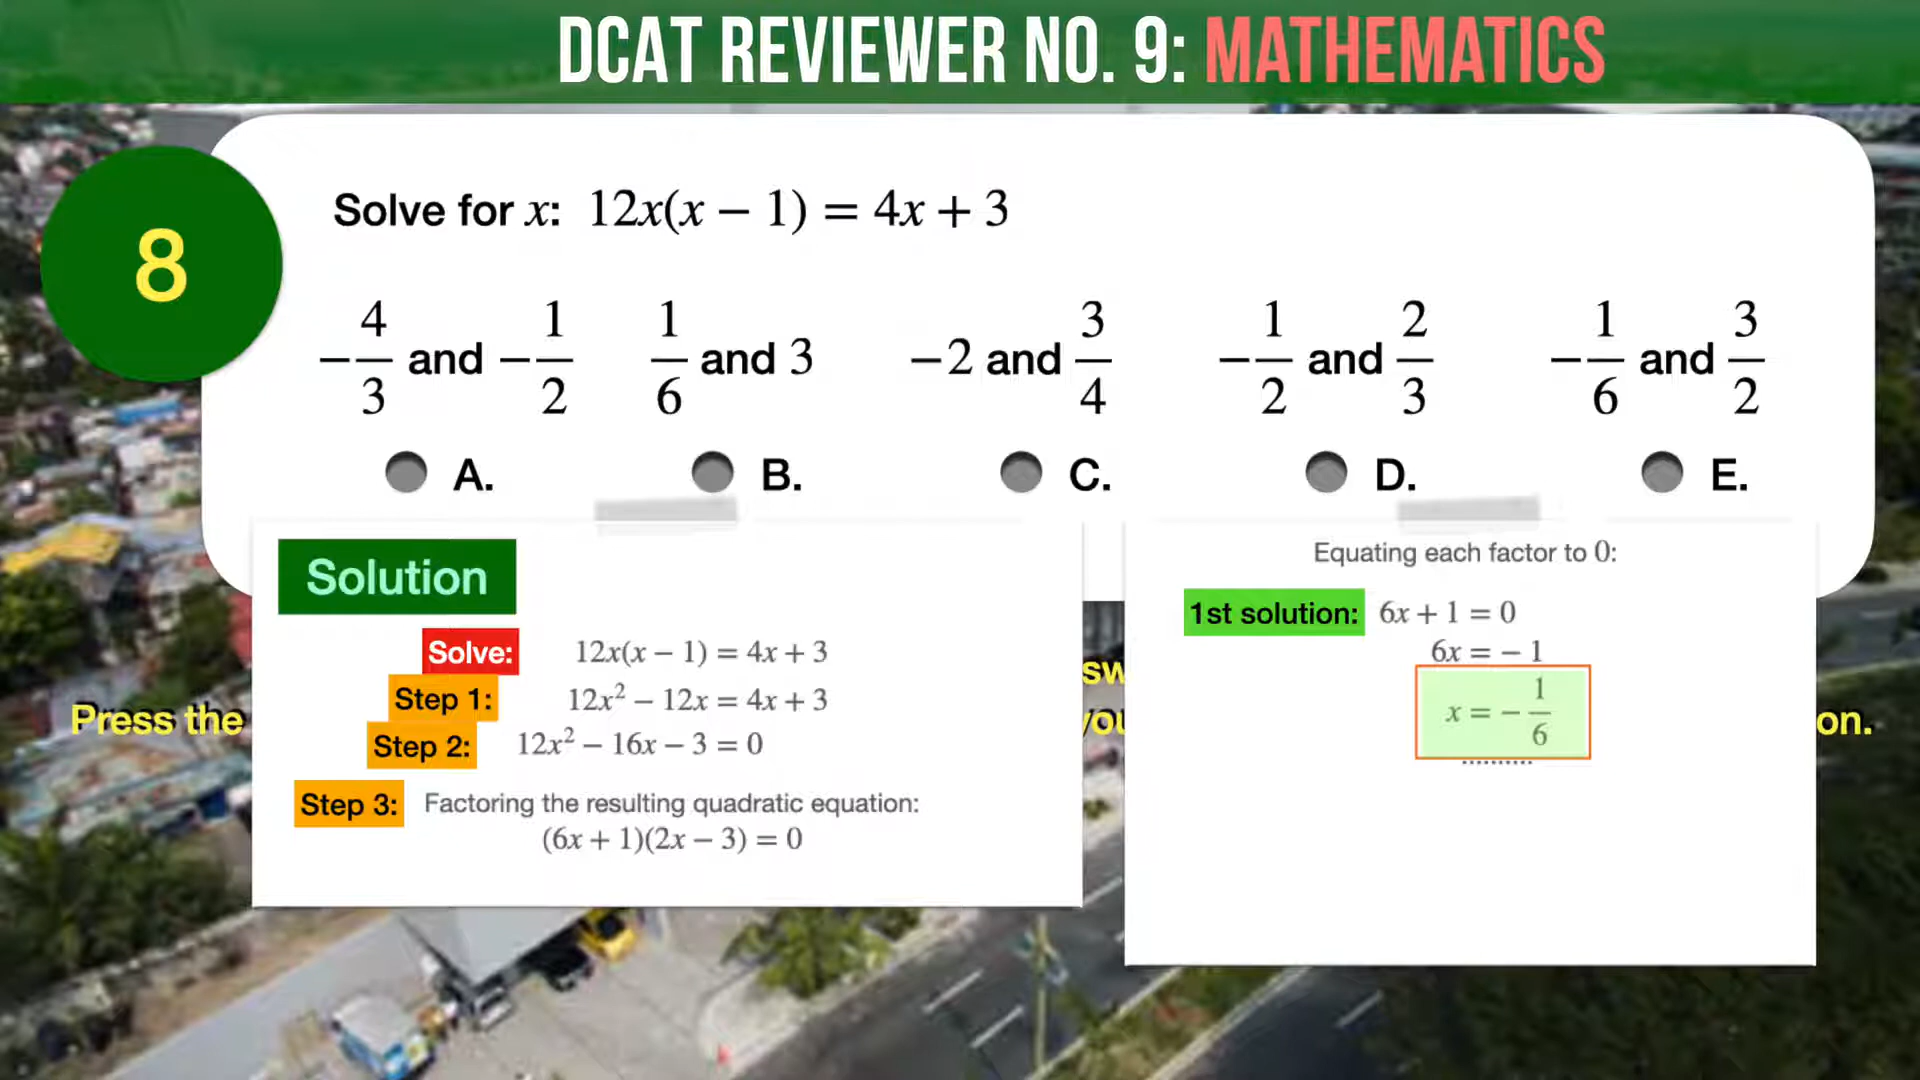 DCAT REVIEWER NO. 9: MATHEMATICS
8
Solve for x: 12x(x − 1) = 4x + 3
−4/3 and −1/2
1/6 and 3
−2 and 3/4
−1/2 and 2/3
−1/6 and 3/2
A.
B.
C.
D.
E.
Solution
Solve: 12x(x − 1) = 4x + 3
Step 1: 12x² − 12x = 4x + 3
Step 2: 12x² − 16x − 3 = 0
Step 3: Factoring the resulting quadratic equation:
(6x + 1)(2x − 3) = 0
Equating each factor to 0:
1st solution: 6x + 1 = 0
6x = − 1
x = −1/6
Press the
on.